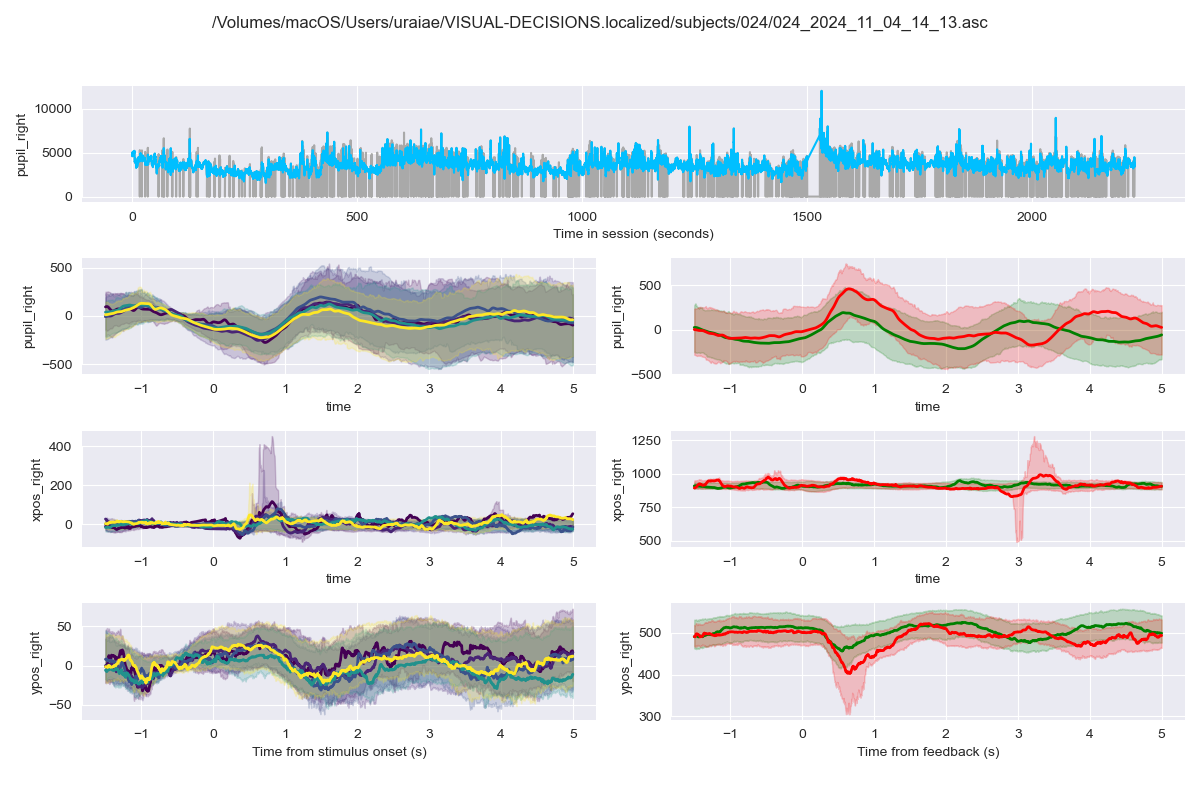 /Volumes/macOS/Users/uraiae/VISUAL-DECISIONS.localized/subjects/024/024_2024_11_04_14_13.asc
pupil_right
10000
5000
0
0 500 1000 1500 2000
Time in session (seconds)
pupil_right
500
0
−500
−1 0 1 2 3 4 5
time
pupil_right
500
0
−500
−1 0 1 2 3 4 5
time
xpos_right
400
200
0
−1 0 1 2 3 4 5
time
xpos_right
1250
1000
750
500
−1 0 1 2 3 4 5
time
ypos_right
50
0
−50
−1 0 1 2 3 4 5
Time from stimulus onset (s)
ypos_right
500
400
300
−1 0 1 2 3 4 5
Time from feedback (s)